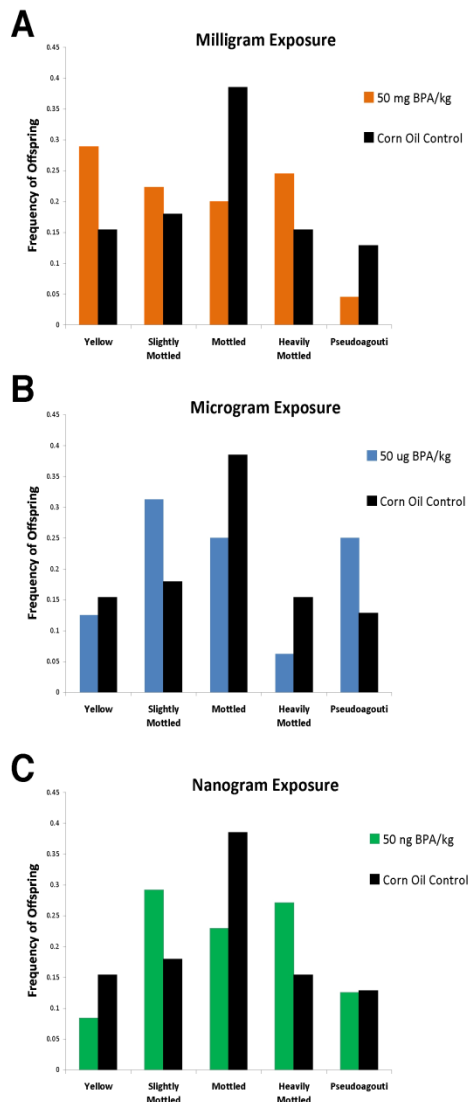 A
Milligram Exposure
0.45
0.4
0.35
0.3
0.25
0.2
0.15
0.1
0.05
0
Frequency of Offspring
50 mg BPA/kg
Corn Oil Control
Yellow
Slightly
Mottled
Mottled
Heavily
Mottled
Pseudoagouti
B
Microgram Exposure
0.45
0.4
0.35
0.3
0.25
0.2
0.15
0.1
0.05
0
Frequency of Offspring
50 ug BPA/kg
Corn Oil Control
Yellow
Slightly
Mottled
Mottled
Heavily
Mottled
Pseudoagouti
C
Nanogram Exposure
0.45
0.4
0.35
0.3
0.25
0.2
0.15
0.1
0.05
0
Frequency of Offspring
50 ng BPA/kg
Corn Oil Control
Yellow
Slightly
Mottled
Mottled
Heavily
Mottled
Pseudoagouti